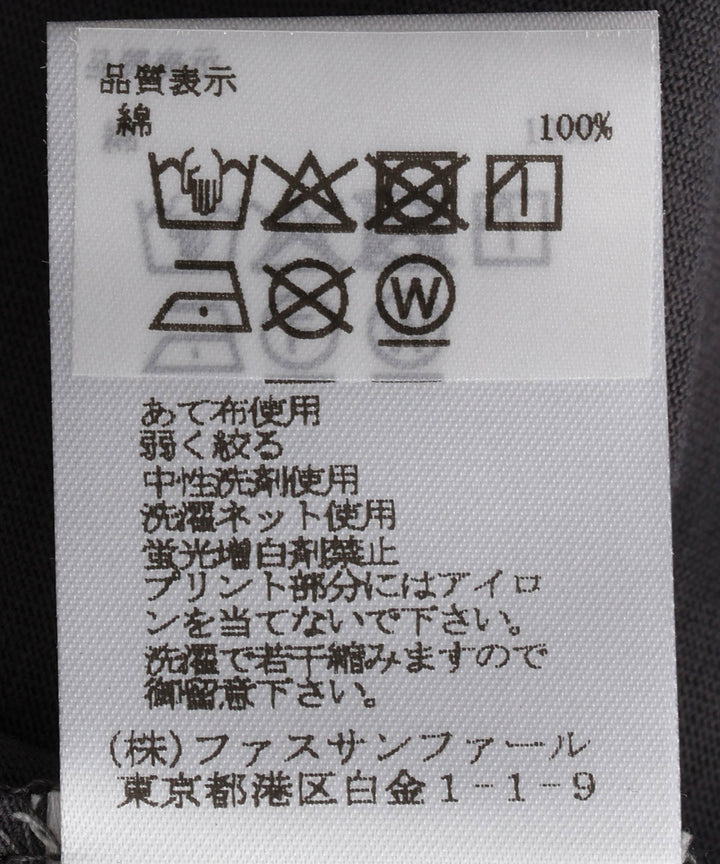 品質表示
綿 100%
W
あて布使用
弱く絞る
中性洗剤使用
洗濯ネット使用
蛍光増白剤禁止
プリント部分にはアイロ
ンを当てないで下さい。
洗濯で若干縮みますので
御留意下さい。
(株)ファスサンファール
東京都港区白金1-1-9